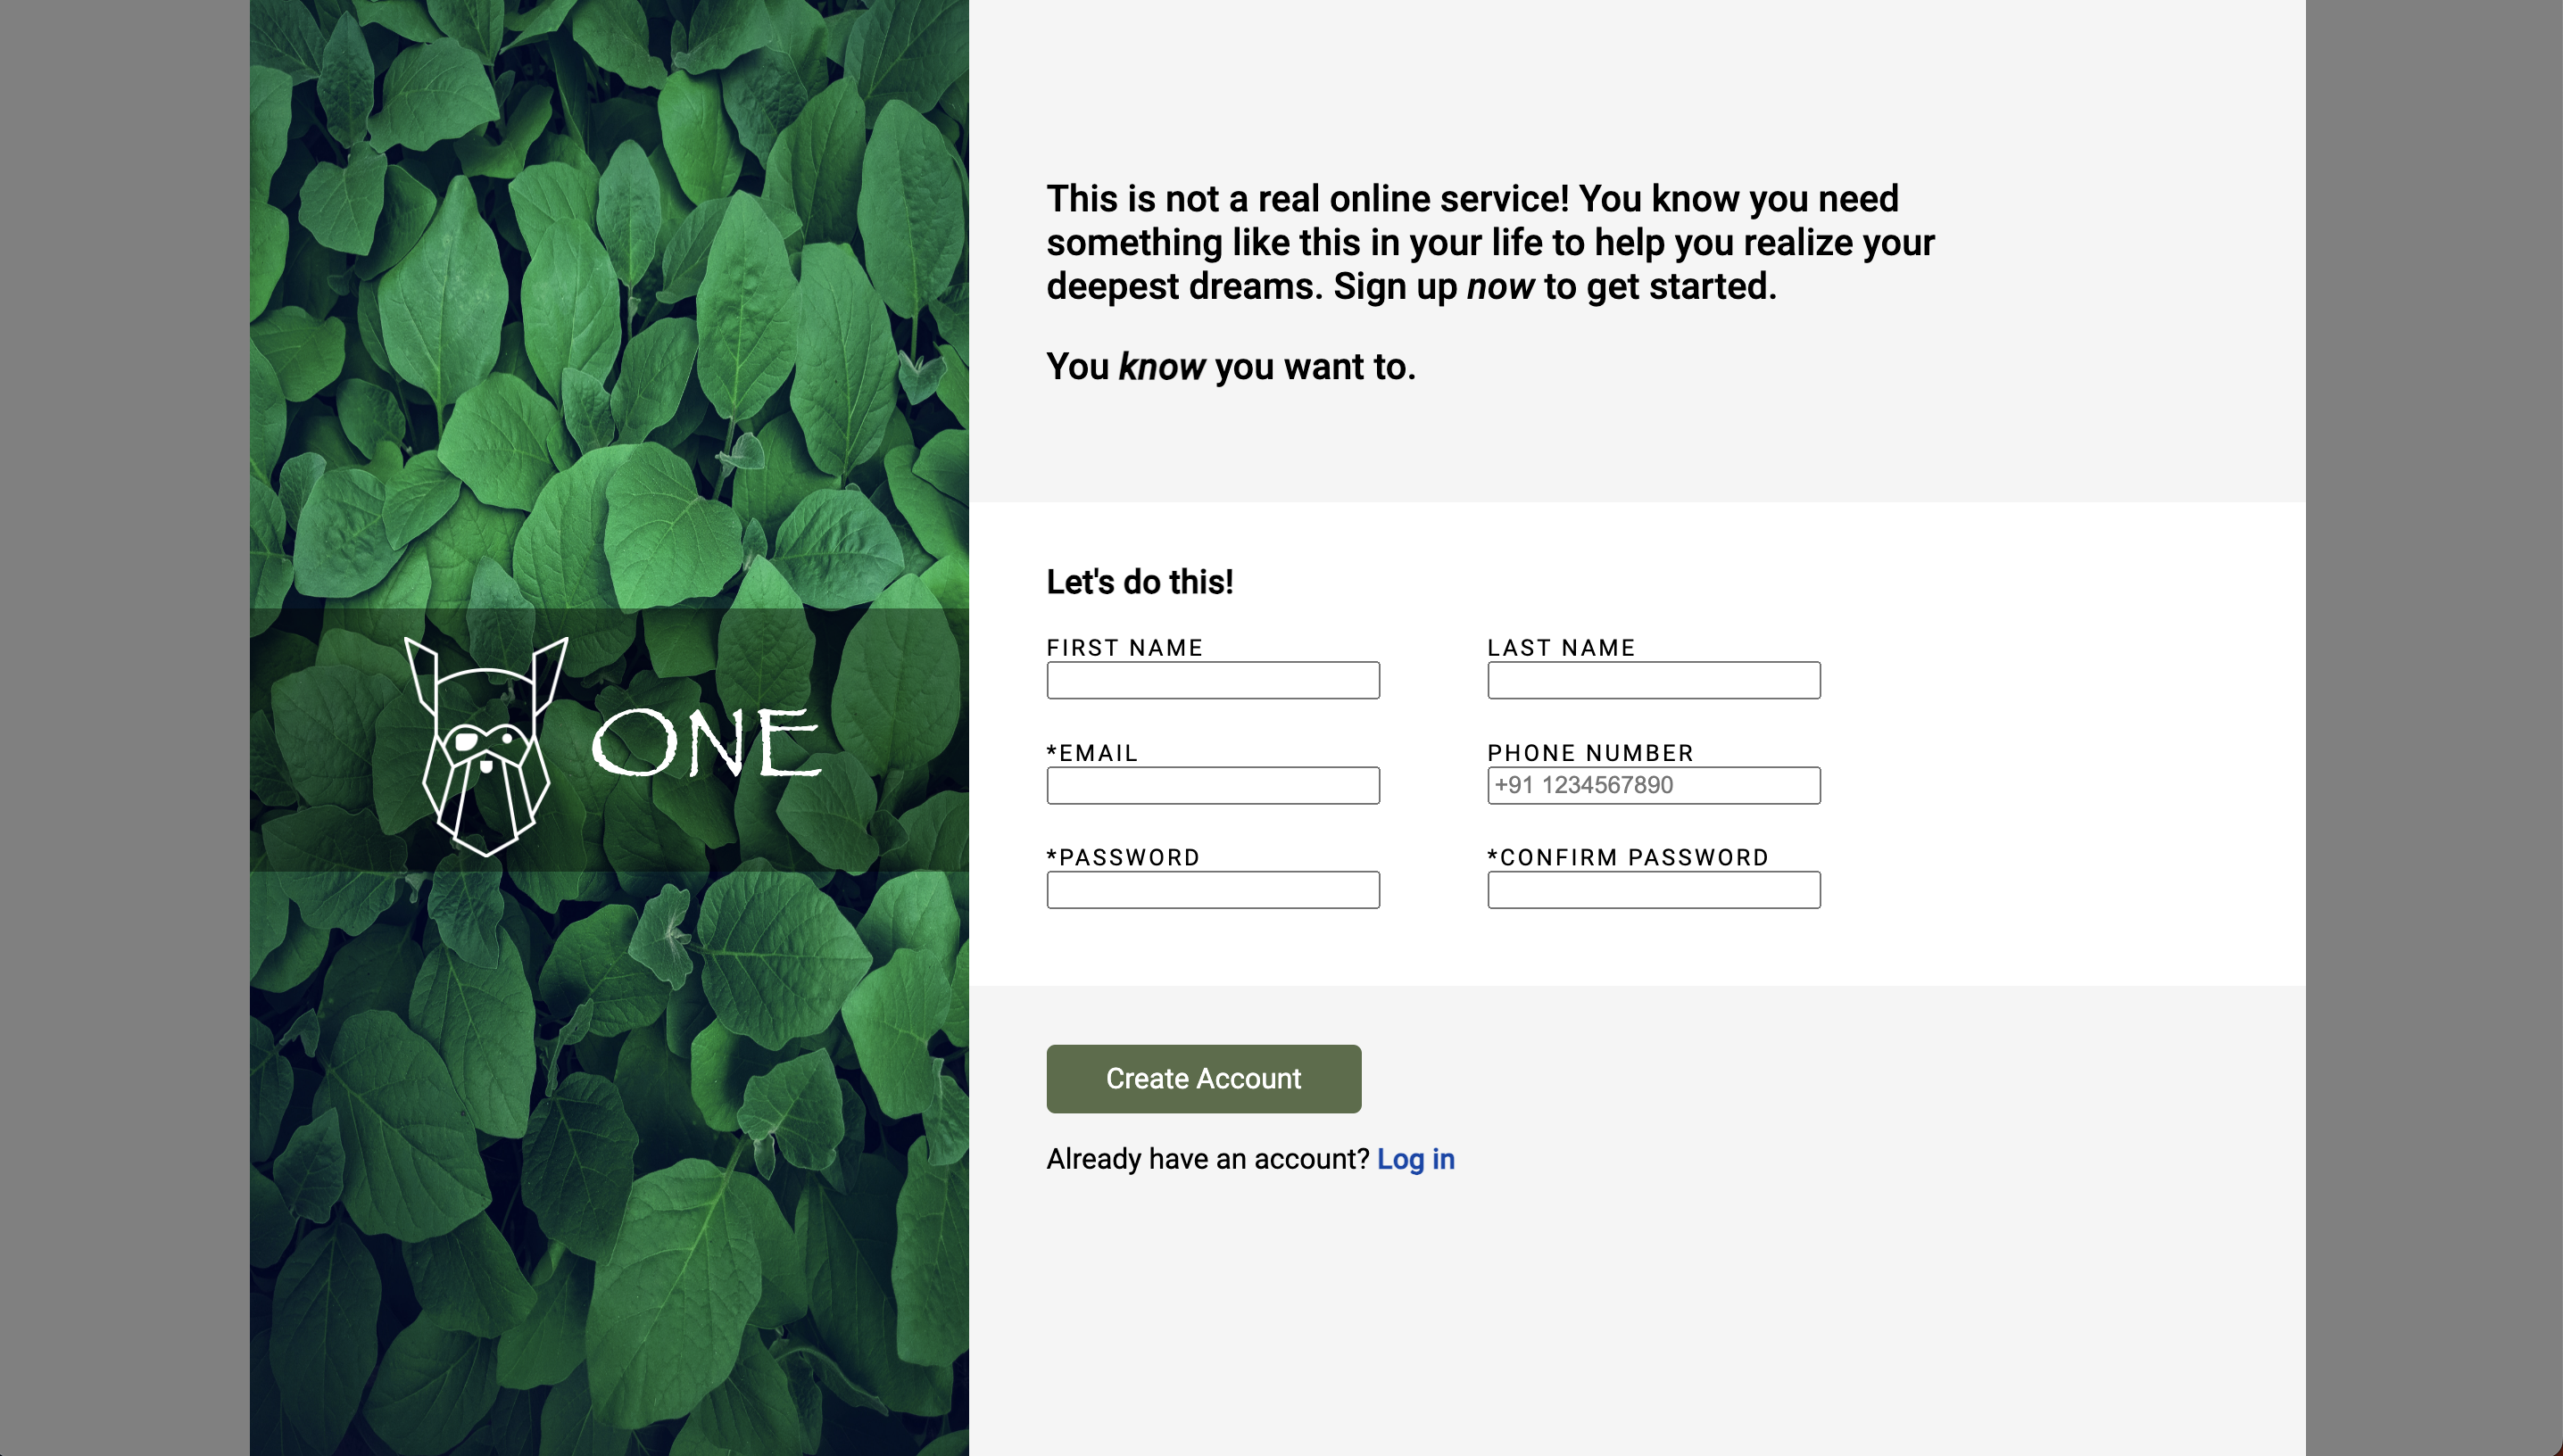 ONE
This is not a real online service! You know you need
something like this in your life to help you realize your
deepest dreams. Sign up now to get started.
You know you want to.
Let's do this!
FIRST NAME
LAST NAME
*EMAIL
PHONE NUMBER
+91 1234567890
*PASSWORD
*CONFIRM PASSWORD
Create Account
Already have an account? Log in